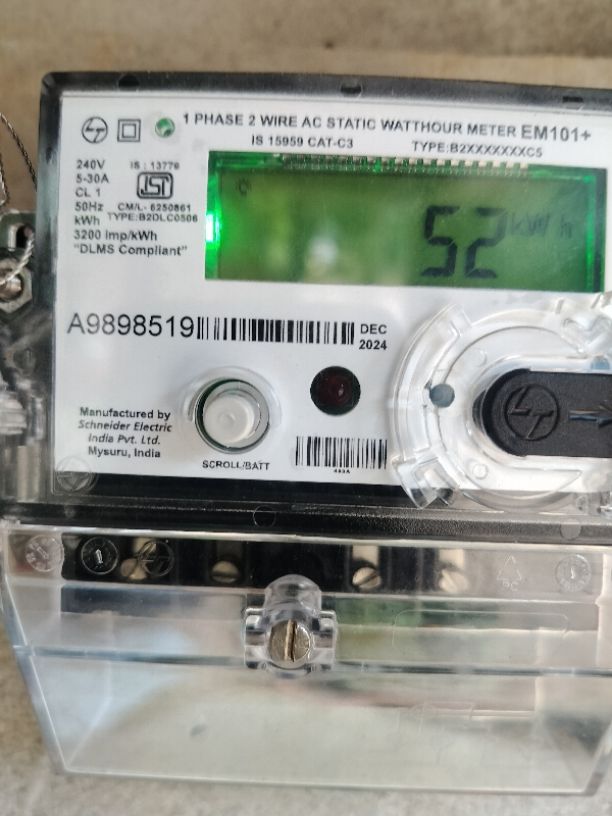 1 PHASE 2 WIRE AC STATIC WATTHOUR METER EM101+
IS 15959 CAT-C3 TYPE:B2XXXXXXXC5
240V
5-30A
CL 1
50Hz
kWh
3200 imp/kWh
"DLMS Compliant"
IS : 13779
ISI
CM/L- 6250861
TYPE:B2DLC0506
52 kWh
A9898519
DEC
2024
Manufactured by
Schneider Electric
India Pvt. Ltd.
Mysuru, India
SCROLL/BATT